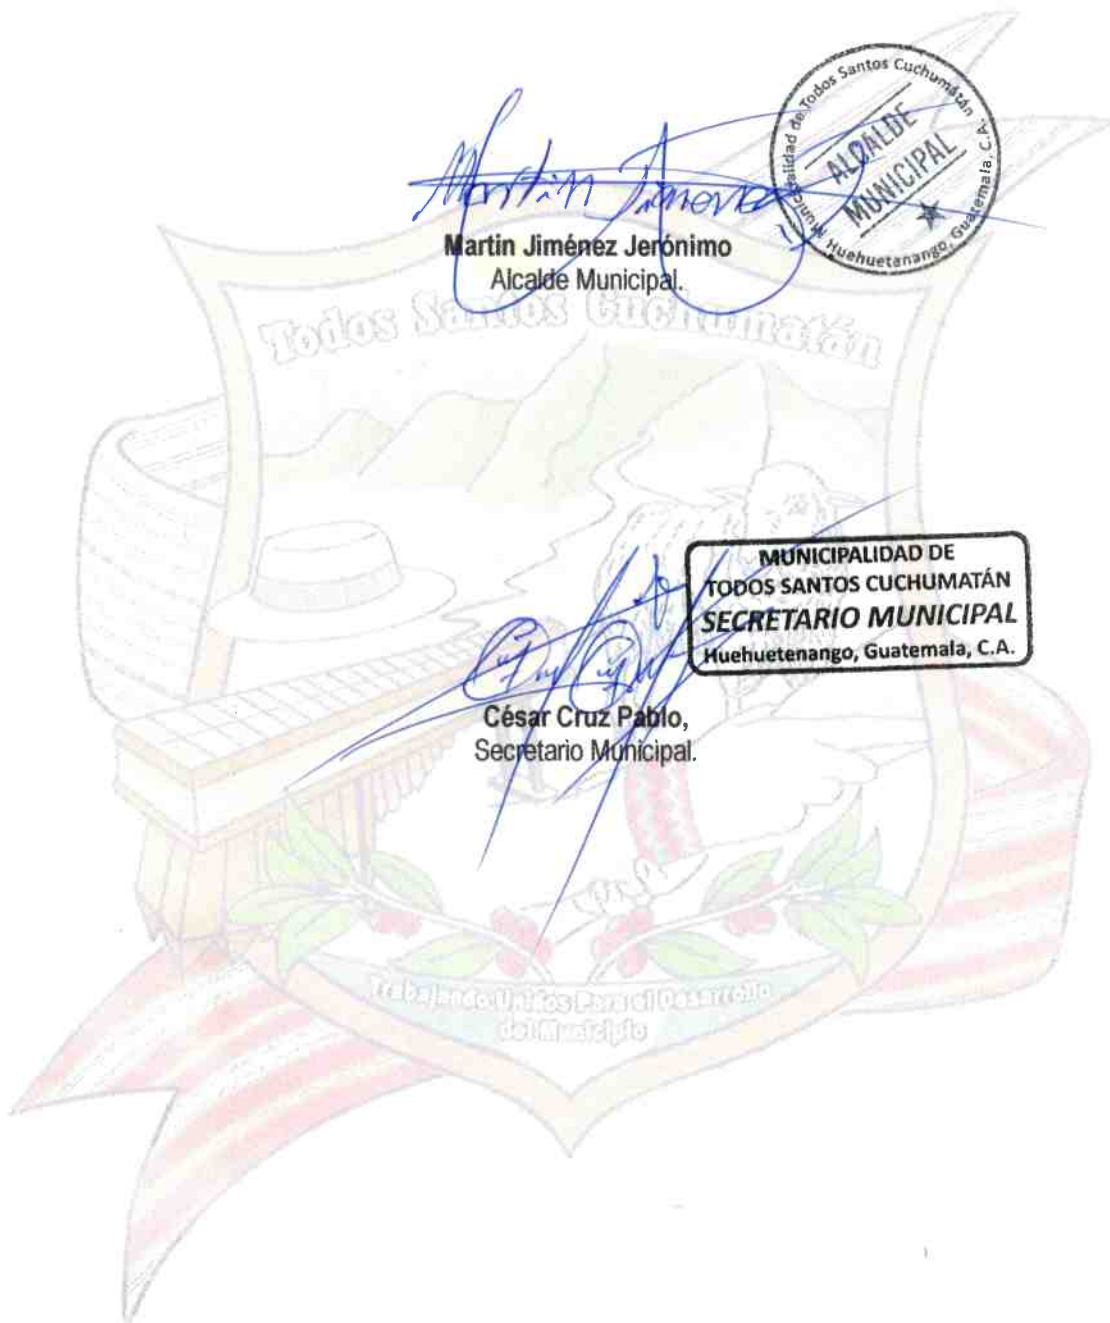 Municipalidad de Todos Santos Cuchumatán
ALCALDE
MUNICIPAL
Huehuetenango, Guatemala, C.A.
Martin Jiménez
Martin Jiménez Jerónimo
Alcalde Municipal.
Todos Santos Cuchumatán
MUNICIPALIDAD DE
TODOS SANTOS CUCHUMATÁN
SECRETARIO MUNICIPAL
Huehuetenango, Guatemala, C.A.
César Cruz Pablo,
Secretario Municipal.
Trabajando Unidos Para el Desarrollo
del Municipio